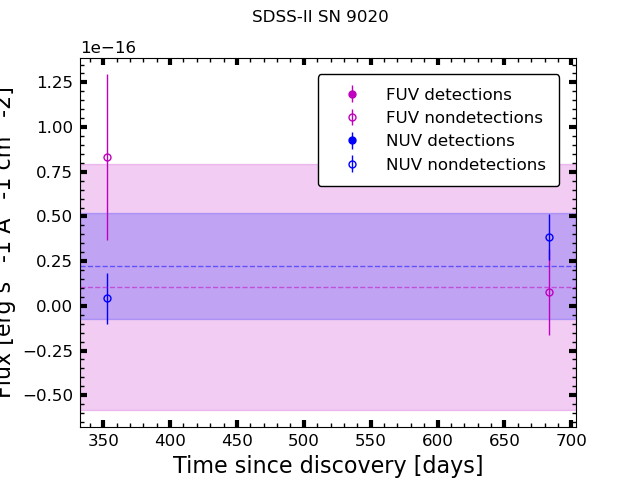 SDSS-II SN 9020
1e−16
FUV detections
FUV nondetections
NUV detections
NUV nondetections
1.25
1.00
0.75
0.50
0.25
0.00
−0.25
−0.50
Flux [erg s -1 A -1 cm -2]
350 400 450 500 550 600 650 700
Time since discovery [days]